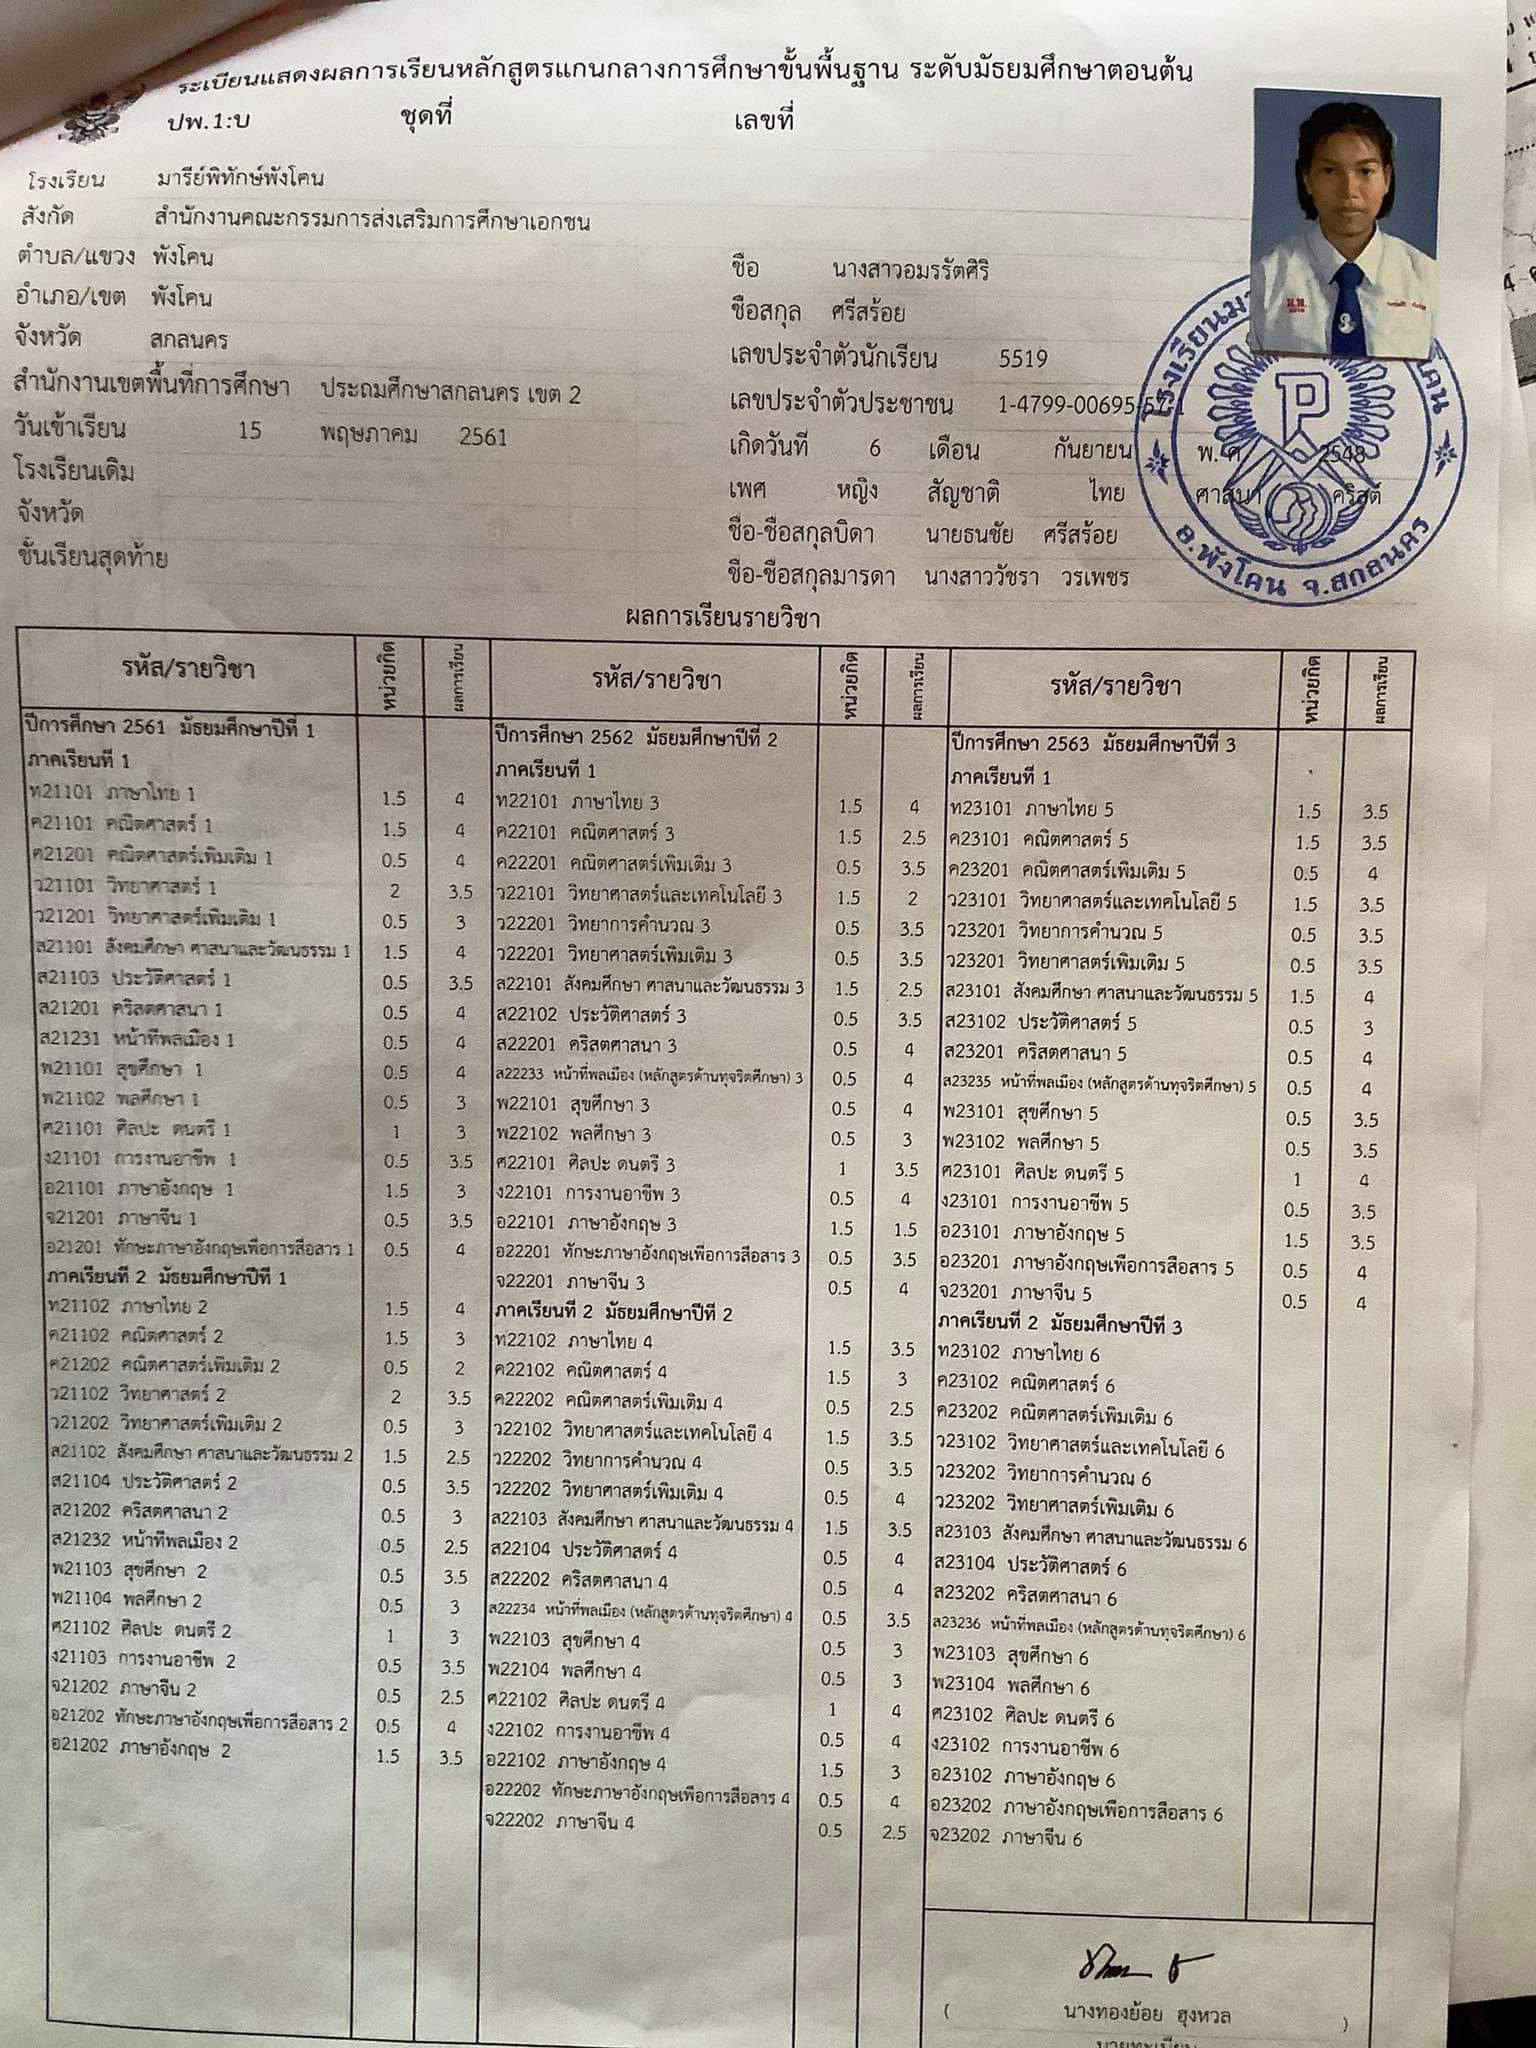 ระเบียนแสดงผลการเรียนหลักสูตรแกนกลางการศึกษาขั้นพื้นฐาน ระดับมัธยมศึกษาตอนต้น
ปพ.1:บ ชุดที่ เลขที่
โรงเรียน มารีย์พิทักษ์พังโคน
สังกัด สำนักงานคณะกรรมการส่งเสริมการศึกษาเอกชน
ตำบล/แขวง พังโคน
อำเภอ/เขต พังโคน
จังหวัด สกลนคร
สำนักงานเขตพื้นที่การศึกษา ประถมศึกษาสกลนคร เขต 2
วันเข้าเรียน 15 พฤษภาคม 2561
โรงเรียนเดิม
จังหวัด
ชั้นเรียนสุดท้าย
ชื่อ นางสาวอมรรัตศิริ
ชื่อสกุล ศรีสร้อย
เลขประจำตัวนักเรียน 5519
เลขประจำตัวประชาชน 1-4799-00695-
เกิดวันที่ 6 เดือน กันยายน พ.ศ 2548
เพศ หญิง สัญชาติ ไทย ศาสนา คริสต์
ชื่อ-ชื่อสกุลบิดา นายธนชัย ศรีสร้อย
ชื่อ-ชื่อสกุลมารดา นางสาววัชรา วรเพชร
อ.พังโคน จ.สกลนคร
ผลการเรียนรายวิชา
รหัส/รายวิชา หน่วยกิต ผลการเรียน
ปีการศึกษา 2561 มัธยมศึกษาปีที่ 1
ภาคเรียนที่ 1
ท21101 ภาษาไทย 1 1.5 4
ค21101 คณิตศาสตร์ 1 1.5 4
ค21201 คณิตศาสตร์เพิ่มเติม 1 0.5 4
ว21101 วิทยาศาสตร์ 1 2 3.5
ว21201 วิทยาศาสตร์เพิ่มเติม 1 0.5 3
ส21101 สังคมศึกษา ศาสนาและวัฒนธรรม 1 1.5 4
ส21103 ประวัติศาสตร์ 1 0.5 3.5
ส21201 คริสตศาสนา 1 0.5 4
ส21231 หน้าที่พลเมือง 1 0.5 4
พ21101 สุขศึกษา 1 0.5 4
พ21102 พลศึกษา 1 0.5 3
ศ21101 ศิลปะ ดนตรี 1 1 3
ง21101 การงานอาชีพ 1 0.5 3.5
อ21101 ภาษาอังกฤษ 1 1.5 3
จ21201 ภาษาจีน 1 0.5 3.5
อ21201 ทักษะภาษาอังกฤษเพื่อการสื่อสาร 1 0.5 4
ภาคเรียนที่ 2 มัธยมศึกษาปีที่ 1
ท21102 ภาษาไทย 2 1.5 4
ค21102 คณิตศาสตร์ 2 1.5 3
ค21202 คณิตศาสตร์เพิ่มเติม 2 0.5 2
ว21102 วิทยาศาสตร์ 2 2 3.5
ว21202 วิทยาศาสตร์เพิ่มเติม 2 0.5 3
ส21102 สังคมศึกษา ศาสนาและวัฒนธรรม 2 1.5 2.5
ส21104 ประวัติศาสตร์ 2 0.5 3.5
ส21202 คริสตศาสนา 2 0.5 3
ส21232 หน้าที่พลเมือง 2 0.5 2.5
พ21103 สุขศึกษา 2 0.5 3.5
พ21104 พลศึกษา 2 0.5 3
ศ21102 ศิลปะ ดนตรี 2 1 3
ง21103 การงานอาชีพ 2 0.5 3.5
จ21202 ภาษาจีน 2 0.5 2.5
อ21202 ทักษะภาษาอังกฤษเพื่อการสื่อสาร 2 0.5 4
อ21202 ภาษาอังกฤษ 2 1.5 3.5
รหัส/รายวิชา หน่วยกิต ผลการเรียน
ปีการศึกษา 2562 มัธยมศึกษาปีที่ 2
ภาคเรียนที่ 1
ท22101 ภาษาไทย 3 1.5 4
ค22101 คณิตศาสตร์ 3 1.5 2.5
ค22201 คณิตศาสตร์เพิ่มเติม 3 0.5 3.5
ว22101 วิทยาศาสตร์และเทคโนโลยี 3 1.5 2
ว22201 วิทยาการคำนวณ 3 0.5 3.5
ว22201 วิทยาศาสตร์เพิ่มเติม 3 0.5 3.5
ส22101 สังคมศึกษา ศาสนาและวัฒนธรรม 3 1.5 2.5
ส22102 ประวัติศาสตร์ 3 0.5 3.5
ส22201 คริสตศาสนา 3 0.5 4
ส22233 หน้าที่พลเมือง (หลักสูตรต้านทุจริตศึกษา) 3 0.5 4
พ22101 สุขศึกษา 3 0.5 4
พ22102 พลศึกษา 3 0.5 3
ศ22101 ศิลปะ ดนตรี 3 1 3.5
ง22101 การงานอาชีพ 3 0.5 4
อ22101 ภาษาอังกฤษ 3 1.5 1.5
อ22201 ทักษะภาษาอังกฤษเพื่อการสื่อสาร 3 0.5 3.5
จ22201 ภาษาจีน 3 0.5 4
ภาคเรียนที่ 2 มัธยมศึกษาปีที่ 2
ท22102 ภาษาไทย 4 1.5 3.5
ค22102 คณิตศาสตร์ 4 1.5 3
ค22202 คณิตศาสตร์เพิ่มเติม 4 0.5 2.5
ว22102 วิทยาศาสตร์และเทคโนโลยี 4 1.5 3.5
ว22202 วิทยาการคำนวณ 4 0.5 3.5
ว22202 วิทยาศาสตร์เพิ่มเติม 4 0.5 4
ส22103 สังคมศึกษา ศาสนาและวัฒนธรรม 4 1.5 3.5
ส22104 ประวัติศาสตร์ 4 0.5 4
ส22202 คริสตศาสนา 4 0.5 4
ส22234 หน้าที่พลเมือง (หลักสูตรต้านทุจริตศึกษา) 4 0.5 3.5
พ22103 สุขศึกษา 4 0.5 3
พ22104 พลศึกษา 4 0.5 3
ศ22102 ศิลปะ ดนตรี 4 1 4
ง22102 การงานอาชีพ 4 0.5 4
อ22102 ภาษาอังกฤษ 4 1.5 3
อ22202 ทักษะภาษาอังกฤษเพื่อการสื่อสาร 4 0.5 4
จ22202 ภาษาจีน 4 0.5 2.5
รหัส/รายวิชา หน่วยกิต ผลการเรียน
ปีการศึกษา 2563 มัธยมศึกษาปีที่ 3
ภาคเรียนที่ 1
ท23101 ภาษาไทย 5 1.5 3.5
ค23101 คณิตศาสตร์ 5 1.5 3.5
ค23201 คณิตศาสตร์เพิ่มเติม 5 0.5 4
ว23101 วิทยาศาสตร์และเทคโนโลยี 5 1.5 3.5
ว23201 วิทยาการคำนวณ 5 0.5 3.5
ว23201 วิทยาศาสตร์เพิ่มเติม 5 0.5 3.5
ส23101 สังคมศึกษา ศาสนาและวัฒนธรรม 5 1.5 4
ส23102 ประวัติศาสตร์ 5 0.5 3
ส23201 คริสตศาสนา 5 0.5 4
ส23235 หน้าที่พลเมือง (หลักสูตรต้านทุจริตศึกษา) 5 0.5 4
พ23101 สุขศึกษา 5 0.5 3.5
พ23102 พลศึกษา 5 0.5 3.5
ศ23101 ศิลปะ ดนตรี 5 1 4
ง23101 การงานอาชีพ 5 0.5 3.5
อ23101 ภาษาอังกฤษ 5 1.5 3.5
อ23201 ภาษาอังกฤษเพื่อการสื่อสาร 5 0.5 4
จ23201 ภาษาจีน 5 0.5 4
ภาคเรียนที่ 2 มัธยมศึกษาปีที่ 3
ท23102 ภาษาไทย 6
ค23102 คณิตศาสตร์ 6
ค23202 คณิตศาสตร์เพิ่มเติม 6
ว23102 วิทยาศาสตร์และเทคโนโลยี 6
ว23202 วิทยาการคำนวณ 6
ว23202 วิทยาศาสตร์เพิ่มเติม 6
ส23103 สังคมศึกษา ศาสนาและวัฒนธรรม 6
ส23104 ประวัติศาสตร์ 6
ส23202 คริสตศาสนา 6
ส23236 หน้าที่พลเมือง (หลักสูตรต้านทุจริตศึกษา) 6
พ23103 สุขศึกษา 6
พ23104 พลศึกษา 6
ศ23102 ศิลปะ ดนตรี 6
ง23102 การงานอาชีพ 6
อ23102 ภาษาอังกฤษ 6
อ23202 ภาษาอังกฤษเพื่อการสื่อสาร 6
จ23202 ภาษาจีน 6
( นางทองย้อย ฮุงหวล )
นายทะเบียน